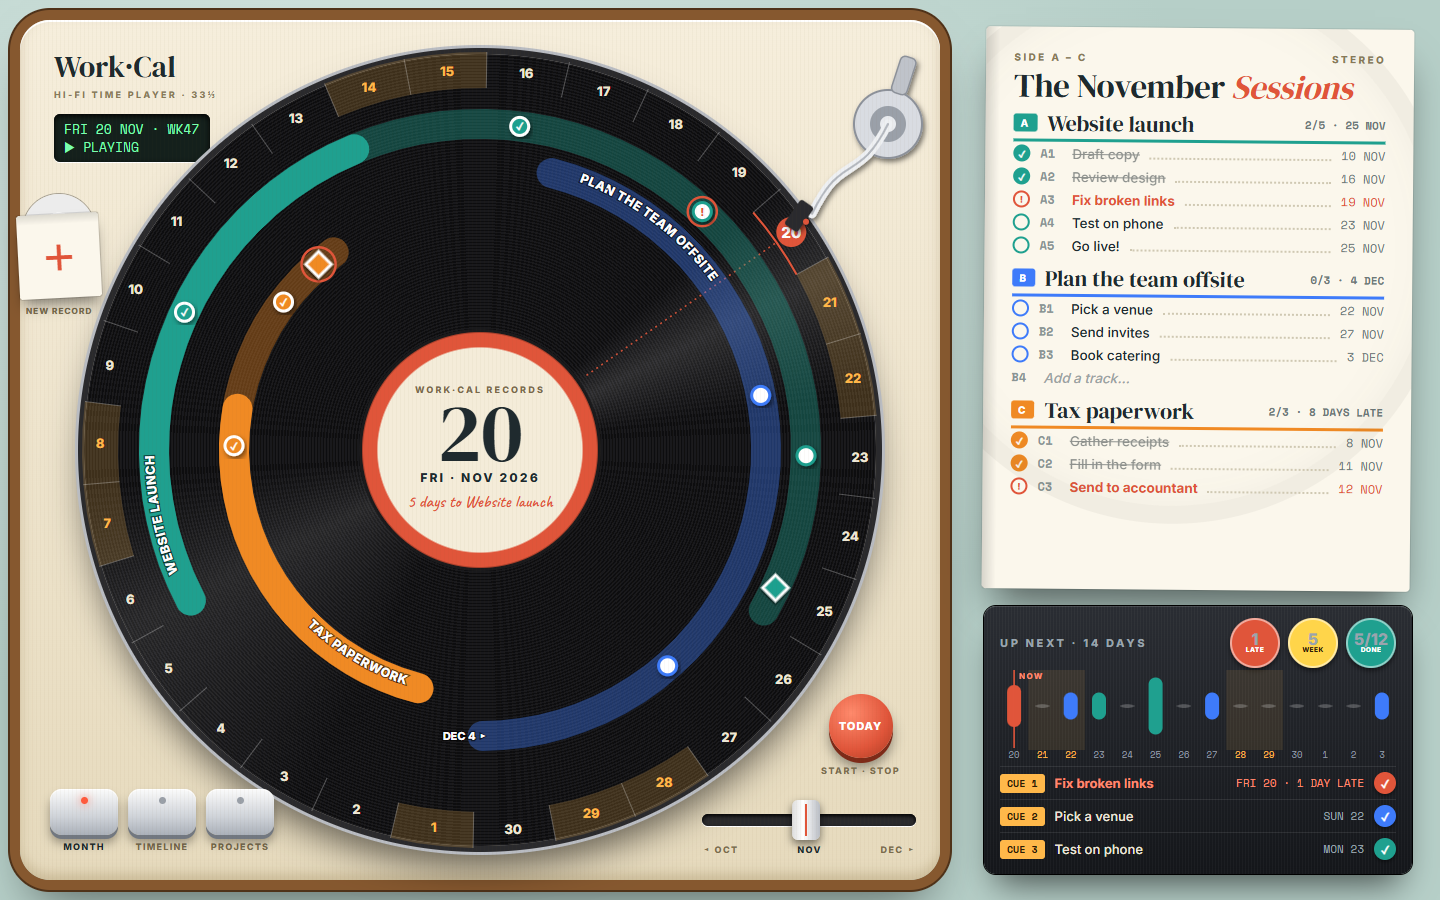 Work·Cal
HI-FI TIME PLAYER · 33⅓
FRI 20 NOV · WK47
▶ PLAYING
NEW RECORD
1
2
3
4
5
6
7
8
9
10
11
12
13
14
15
16
17
18
19
20
21
22
23
24
25
26
27
28
29
30
WEBSITE LAUNCH
PLAN THE TEAM OFFSITE
TAX PAPERWORK
DEC 4 ▸
WORK·CAL RECORDS
20
FRI · NOV 2026
5 days to Website launch
TODAY
START · STOP
MONTH
TIMELINE
PROJECTS
◂ OCT
NOV
DEC ▸
SIDE A – C
STEREO
The November Sessions
A Website launch 2/5 · 25 NOV
A1 Draft copy 10 NOV
A2 Review design 16 NOV
A3 Fix broken links 19 NOV
A4 Test on phone 23 NOV
A5 Go live! 25 NOV
B Plan the team offsite 0/3 · 4 DEC
B1 Pick a venue 22 NOV
B2 Send invites 27 NOV
B3 Book catering 3 DEC
B4 Add a track...
C Tax paperwork 2/3 · 8 DAYS LATE
C1 Gather receipts 8 NOV
C2 Fill in the form 11 NOV
C3 Send to accountant 12 NOV
UP NEXT · 14 DAYS
1 LATE
5 WEEK
5/12 DONE
NOW
20 21 22 23 24 25 26 27 28 29 30 1 2 3
CUE 1 Fix broken links FRI 20 · 1 DAY LATE
CUE 2 Pick a venue SUN 22
CUE 3 Test on phone MON 23